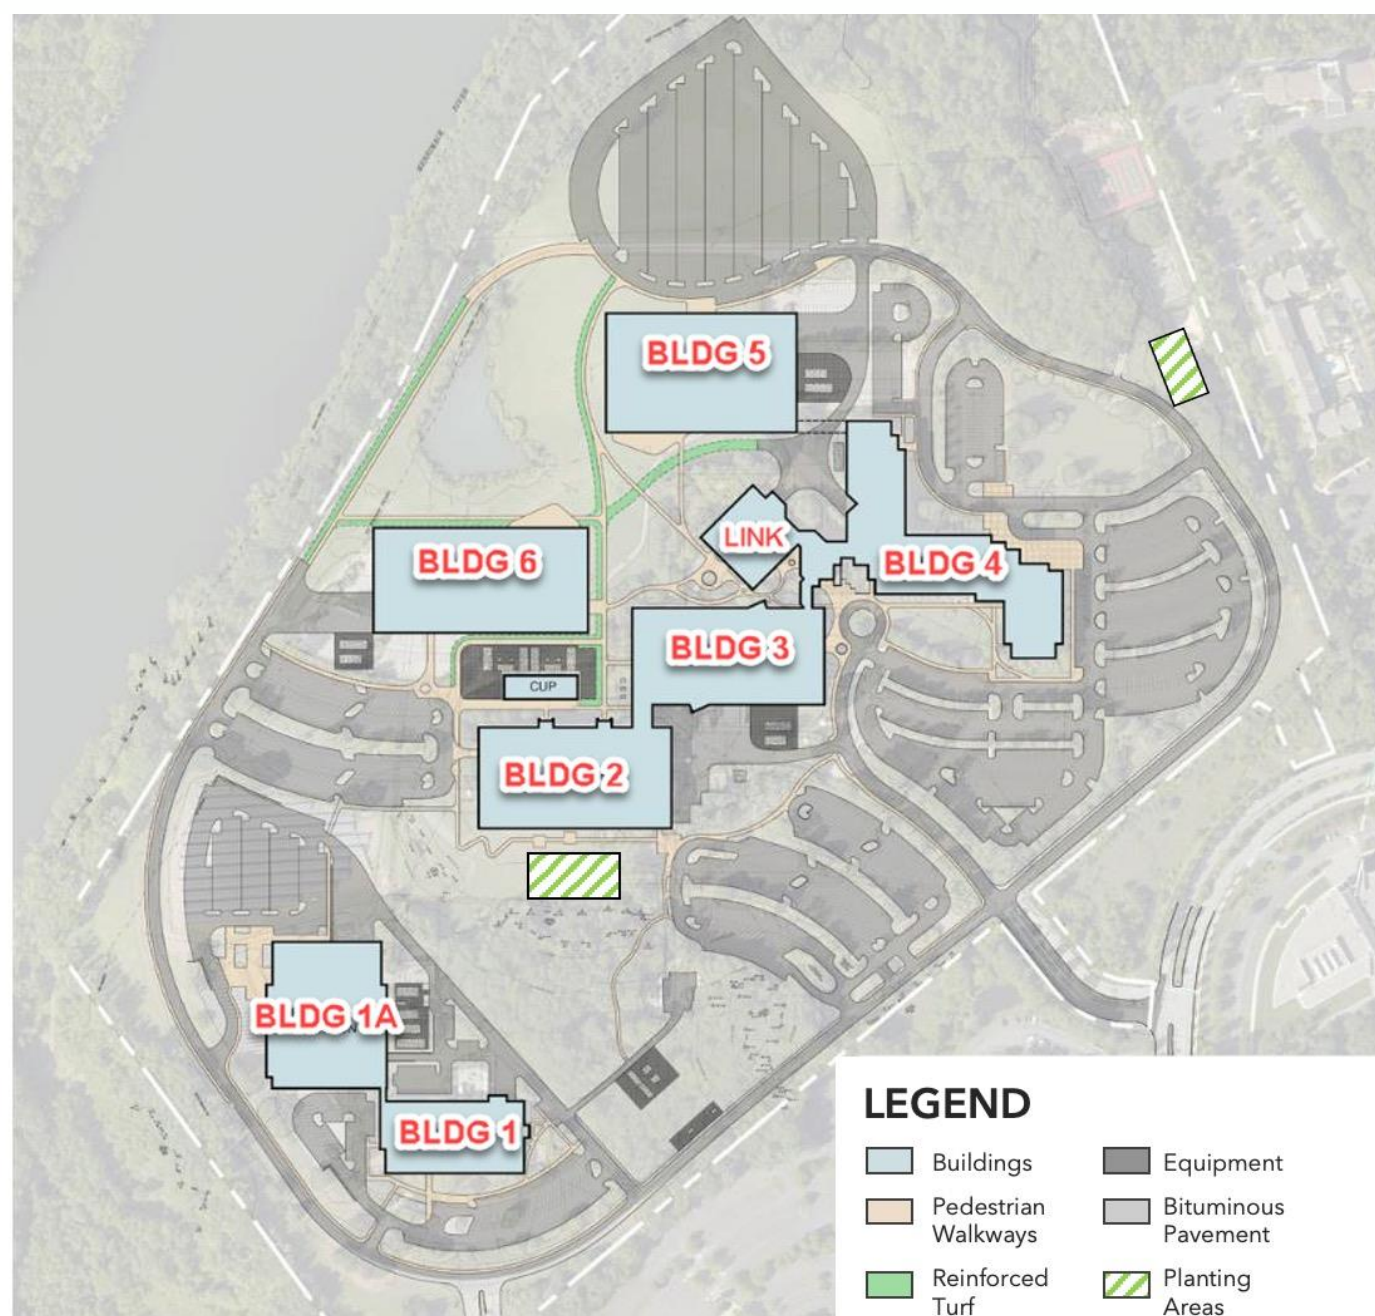 BLDG 5
LINK
BLDG 6
BLDG 4
BLDG 3
CUP
BLDG 2
BLDG 1A
BLDG 1
LEGEND
Buildings
Equipment
Pedestrian
Walkways
Bituminous
Pavement
Reinforced
Turf
Planting
Areas